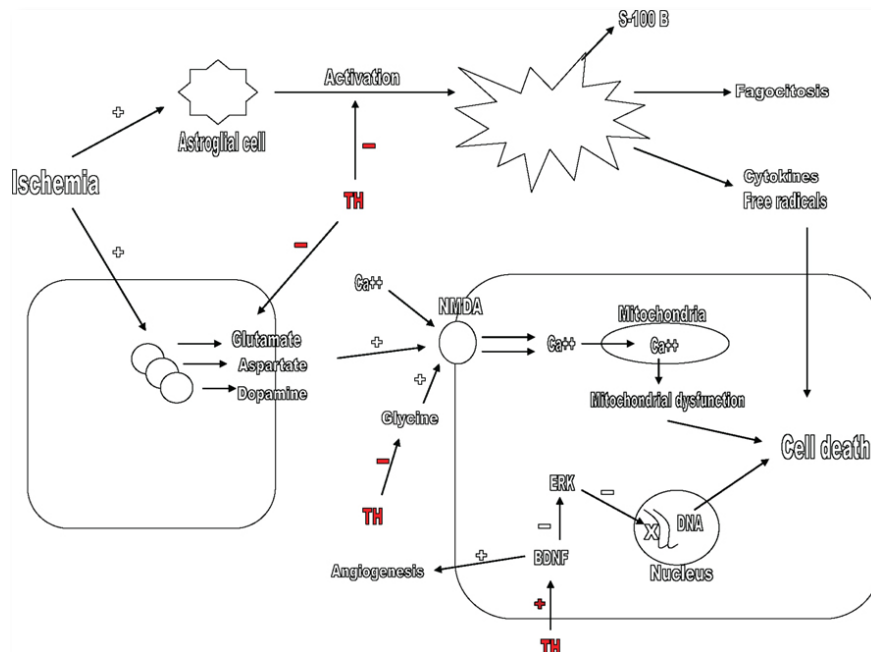 S-100 B
Activation
+
Fagocitosis
Astroglial cell
Ischemia
−
TH
Cytokines
Free radicals
+
−
Ca++
NMDA
Mitochondria
Glutamate
Aspartate
Dopamine
+
Ca++
Ca++
+
Mitochondrial dysfunction
Glycine
Cell death
−
ERK
−
TH
−
X
DNA
BDNF
+
Angiogenesis
Nucleus
+
TH